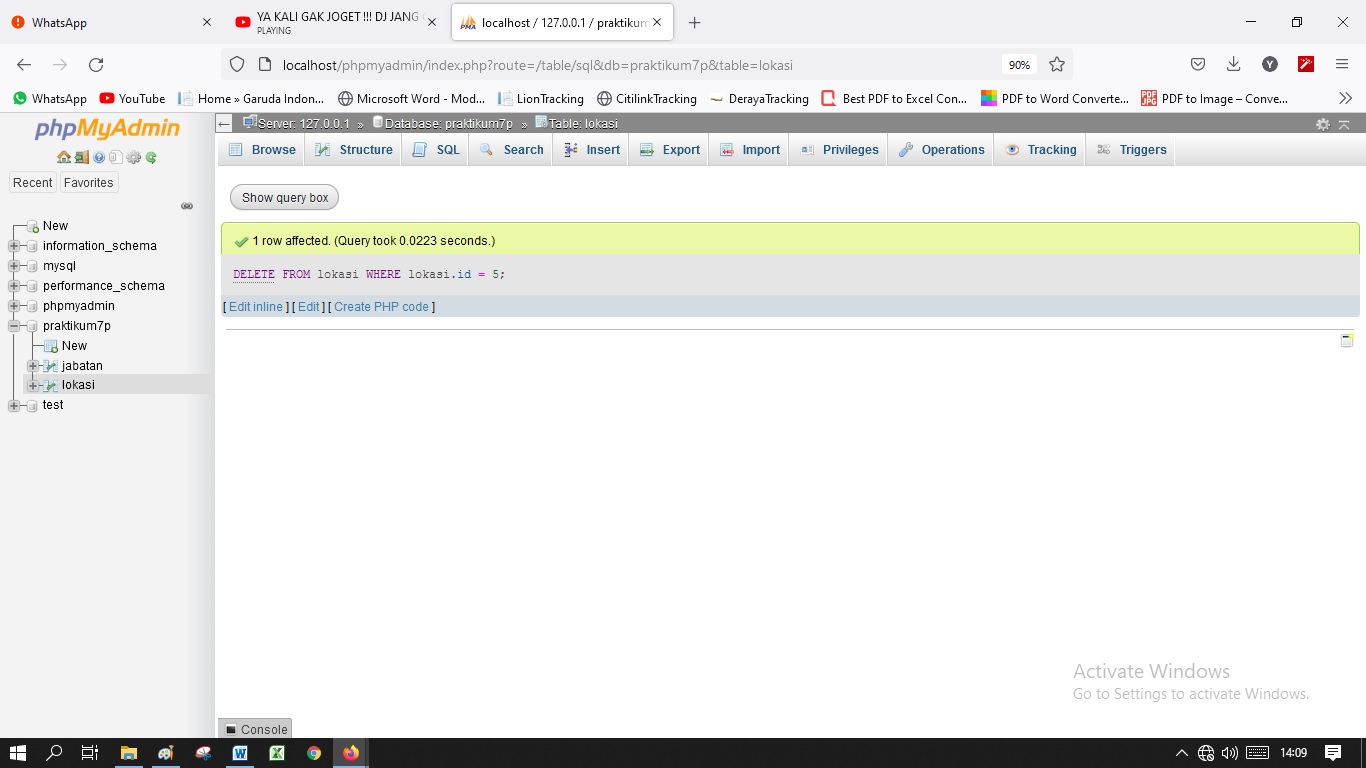 WhatsApp
YA KALI GAK JOGET !!! DJ JANG
PLAYING
localhost / 127.0.0.1 / praktikum
localhost/phpmyadmin/index.php?route=/table/sql&db=praktikum7p&table=lokasi
90%
Y
WhatsApp
YouTube
Home » Garuda Indon...
Microsoft Word - Mod...
LionTracking
CitilinkTracking
DerayaTracking
Best PDF to Excel Con...
PDF to Word Converte...
PDF to Image – Conve...
phpMyAdmin
Recent
Favorites
New
information_schema
mysql
performance_schema
phpmyadmin
praktikum7p
New
jabatan
lokasi
test
Server: 127.0.0.1 » Database: praktikum7p » Table: lokasi
Browse
Structure
SQL
Search
Insert
Export
Import
Privileges
Operations
Tracking
Triggers
Show query box
1 row affected. (Query took 0.0223 seconds.)
DELETE FROM lokasi WHERE lokasi.id = 5;
[ Edit inline ] [ Edit ] [ Create PHP code ]
Activate Windows
Go to Settings to activate Windows.
Console
14:09